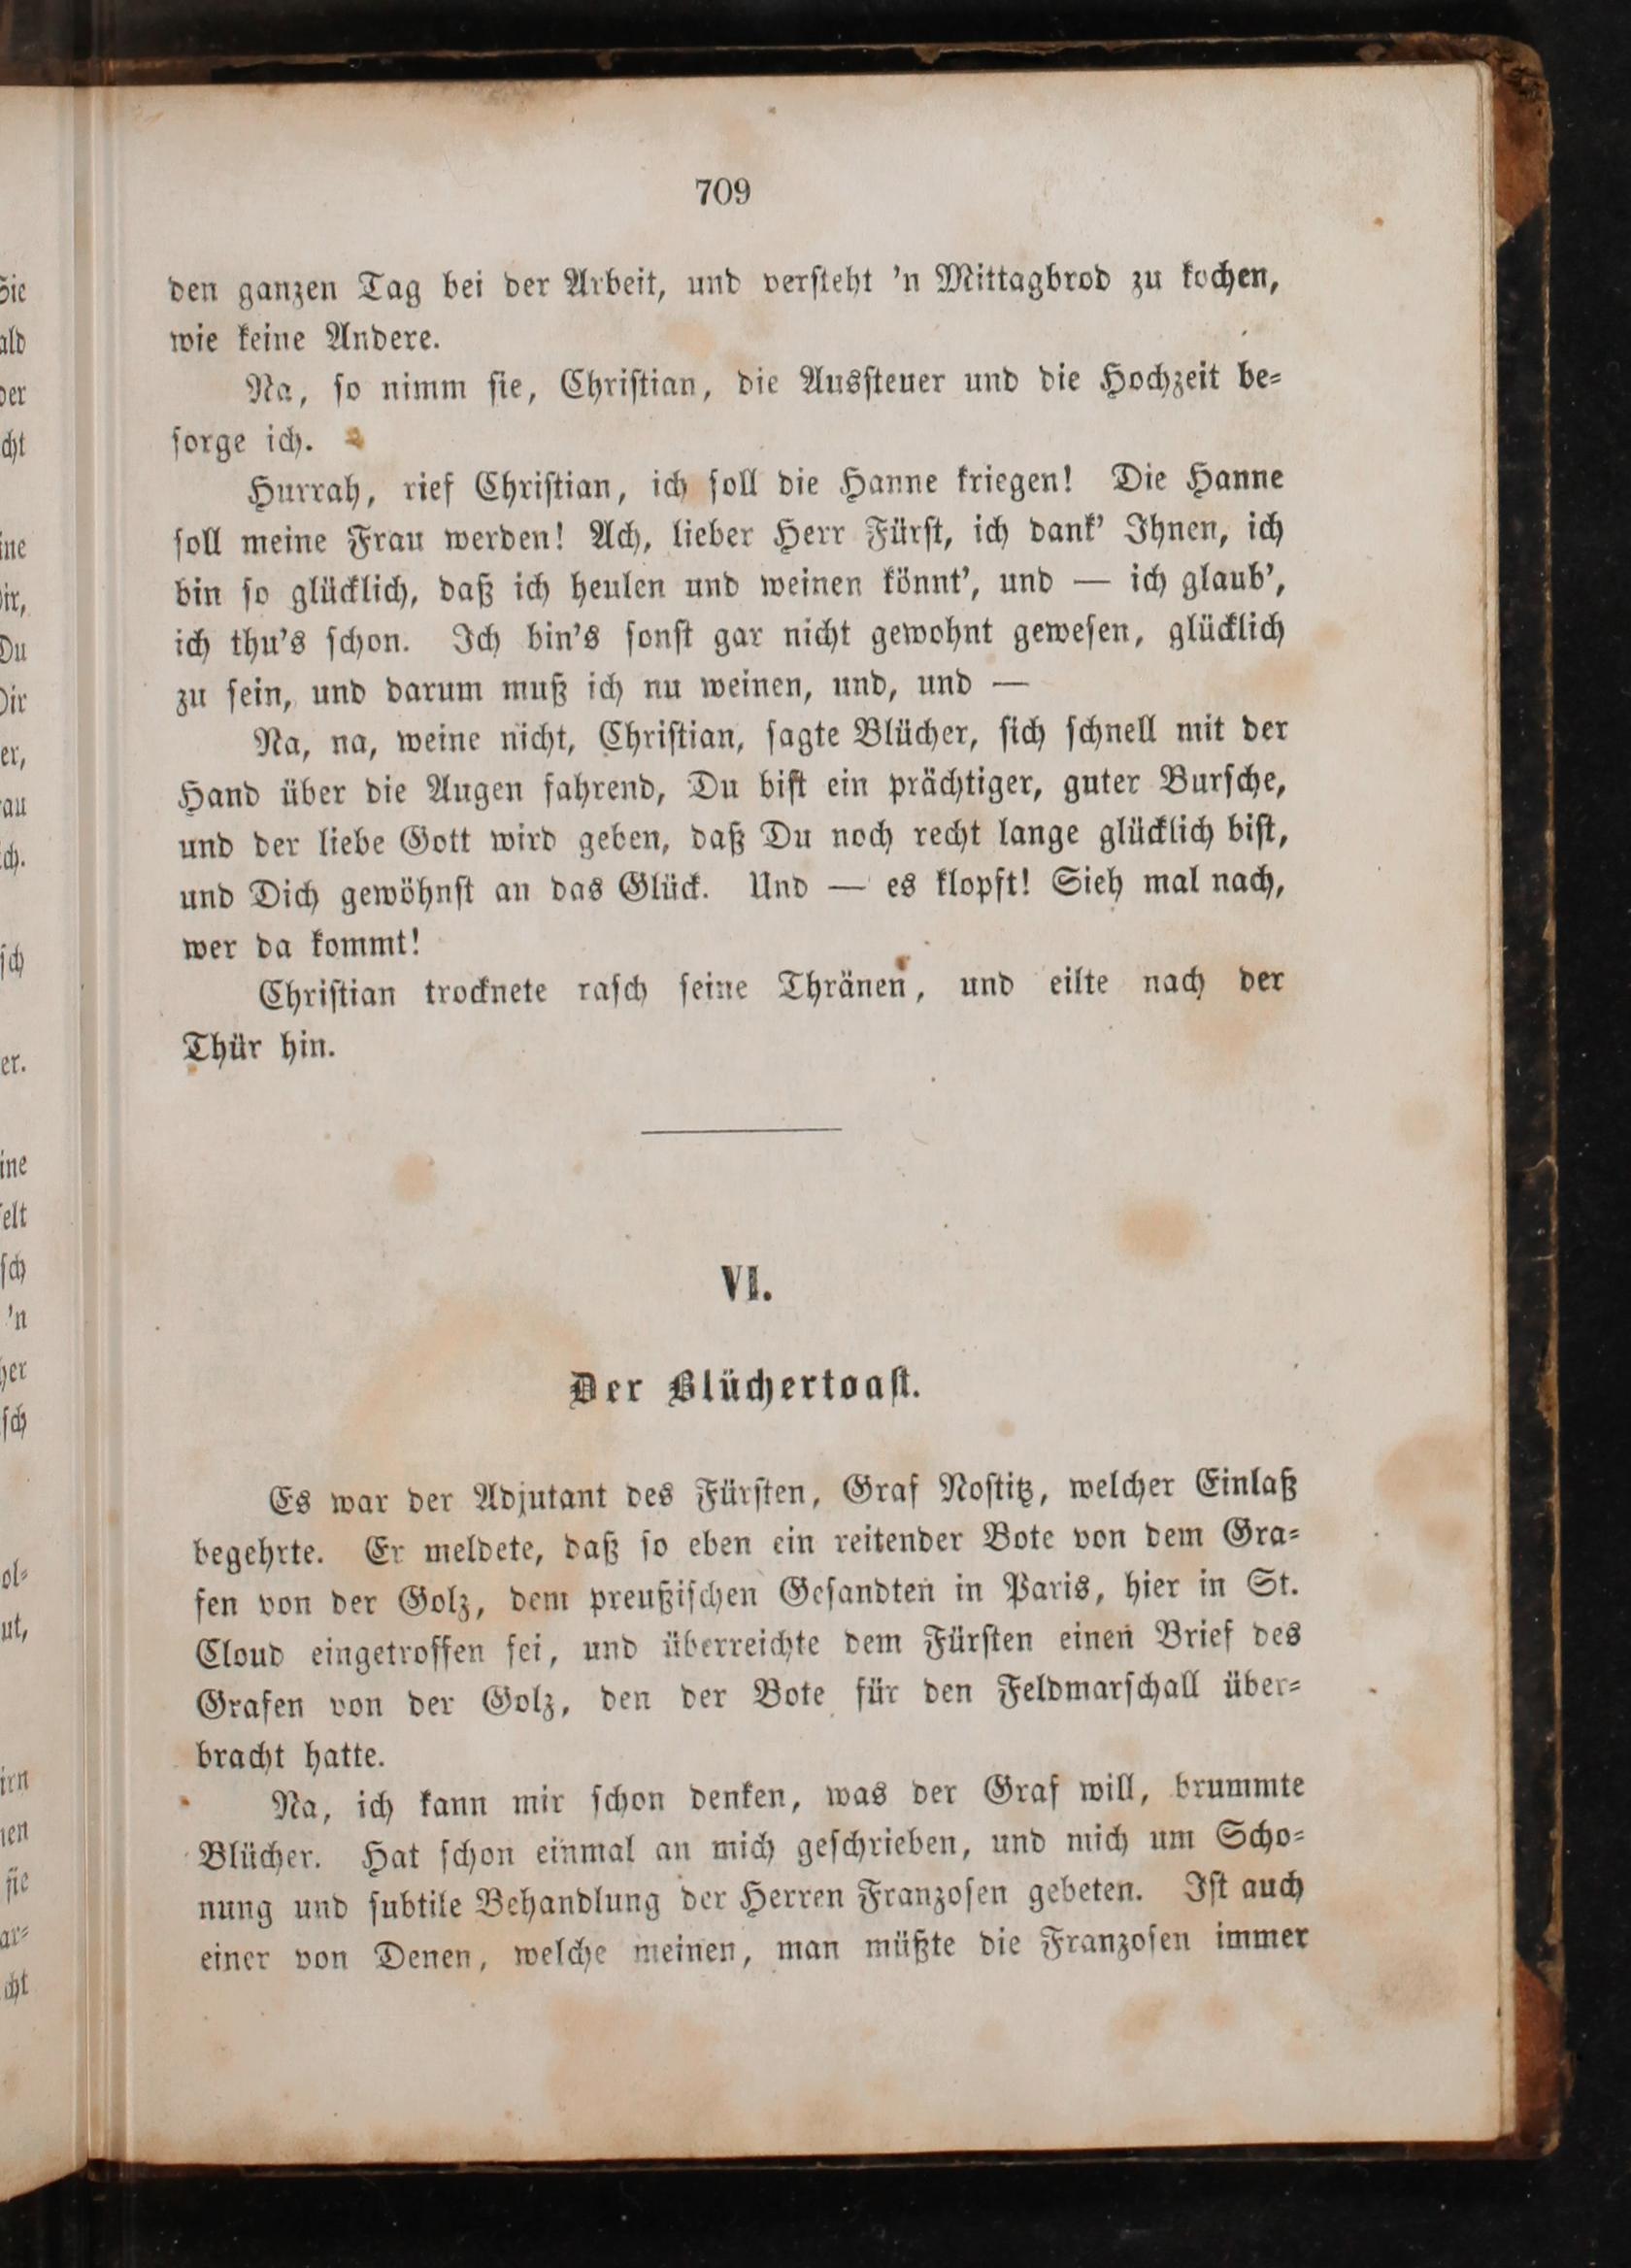 709
den ganzen Tag bei der Arbeit, und versteht 'n Mittagbrod zu kochen,
wie keine Andere.
Na, so nimm sie, Christian, die Aussteuer und die Hochzeit be-
sorge ich.
Hurrah, rief Christian, ich soll die Hanne kriegen! Die Hanne
soll meine Frau werden! Ach, lieber Herr Fürst, ich dank' Ihnen, ich
bin so glücklich, daß ich heulen und weinen könnt', und — ich glaub',
ich thu's schon. Ich bin's sonst gar nicht gewohnt gewesen, glücklich
zu sein, und darum muß ich nu weinen, und, und —
Na, na, weine nicht, Christian, sagte Blücher, sich schnell mit der
Hand über die Augen fahrend, Du bist ein prächtiger, guter Bursche,
und der liebe Gott wird geben, daß Du noch recht lange glücklich bist,
und Dich gewöhnst an das Glück. Und — es klopft! Sieh mal nach,
wer da kommt!
Christian trocknete rasch seine Thränen, und eilte nach der
Thür hin.
VI.
Der Blüchertoast.
Es war der Adjutant des Fürsten, Graf Nostitz, welcher Einlaß
begehrte. Er meldete, daß so eben ein reitender Bote von dem Gra-
fen von der Golz, dem preußischen Gesandten in Paris, hier in St.
Cloud eingetroffen sei, und überreichte dem Fürsten einen Brief des
Grafen von der Golz, den der Bote für den Feldmarschall über-
bracht hatte.
Na, ich kann mir schon denken, was der Graf will, brummte
Blücher. Hat schon einmal an mich geschrieben, und mich um Scho-
nung und subtile Behandlung der Herren Franzosen gebeten. Ist auch
einer von Denen, welche meinen, man müßte die Franzosen immer